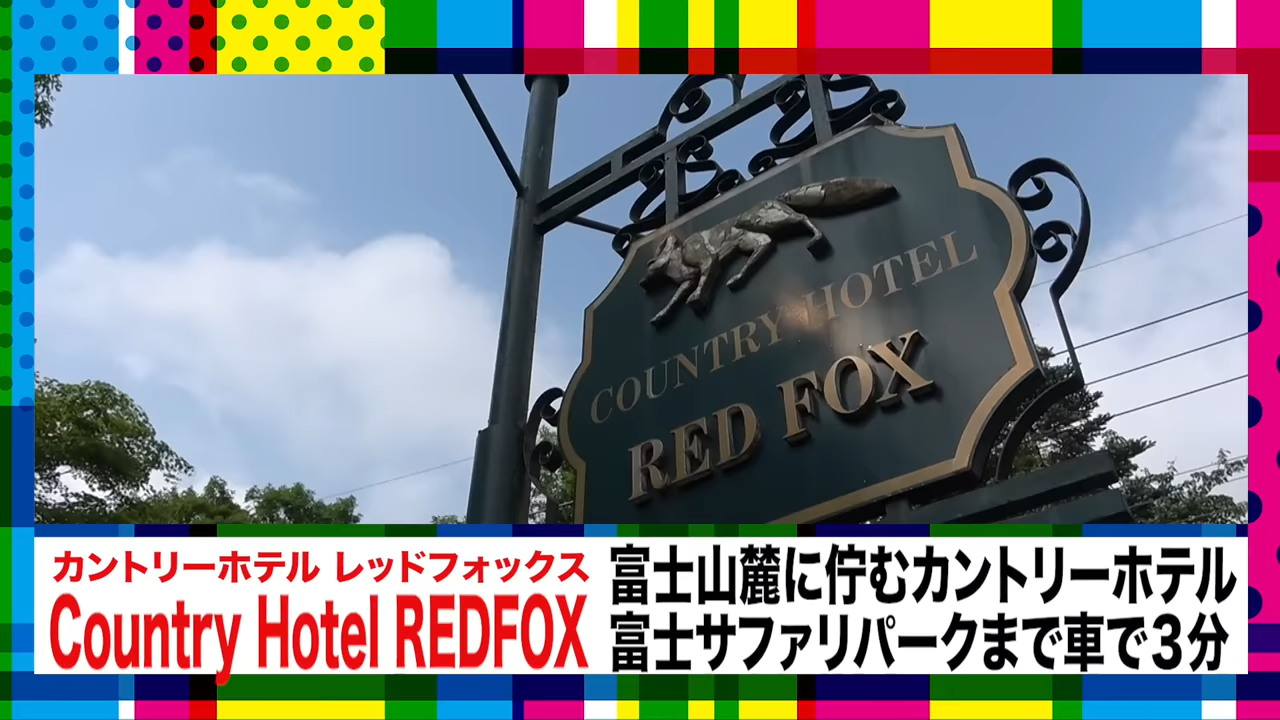 COUNTRY HOTEL
RED FOX
カントリーホテル レッドフォックス
Country Hotel REDFOX
富士山麓に佇むカントリーホテル
富士サファリパークまで車で3分